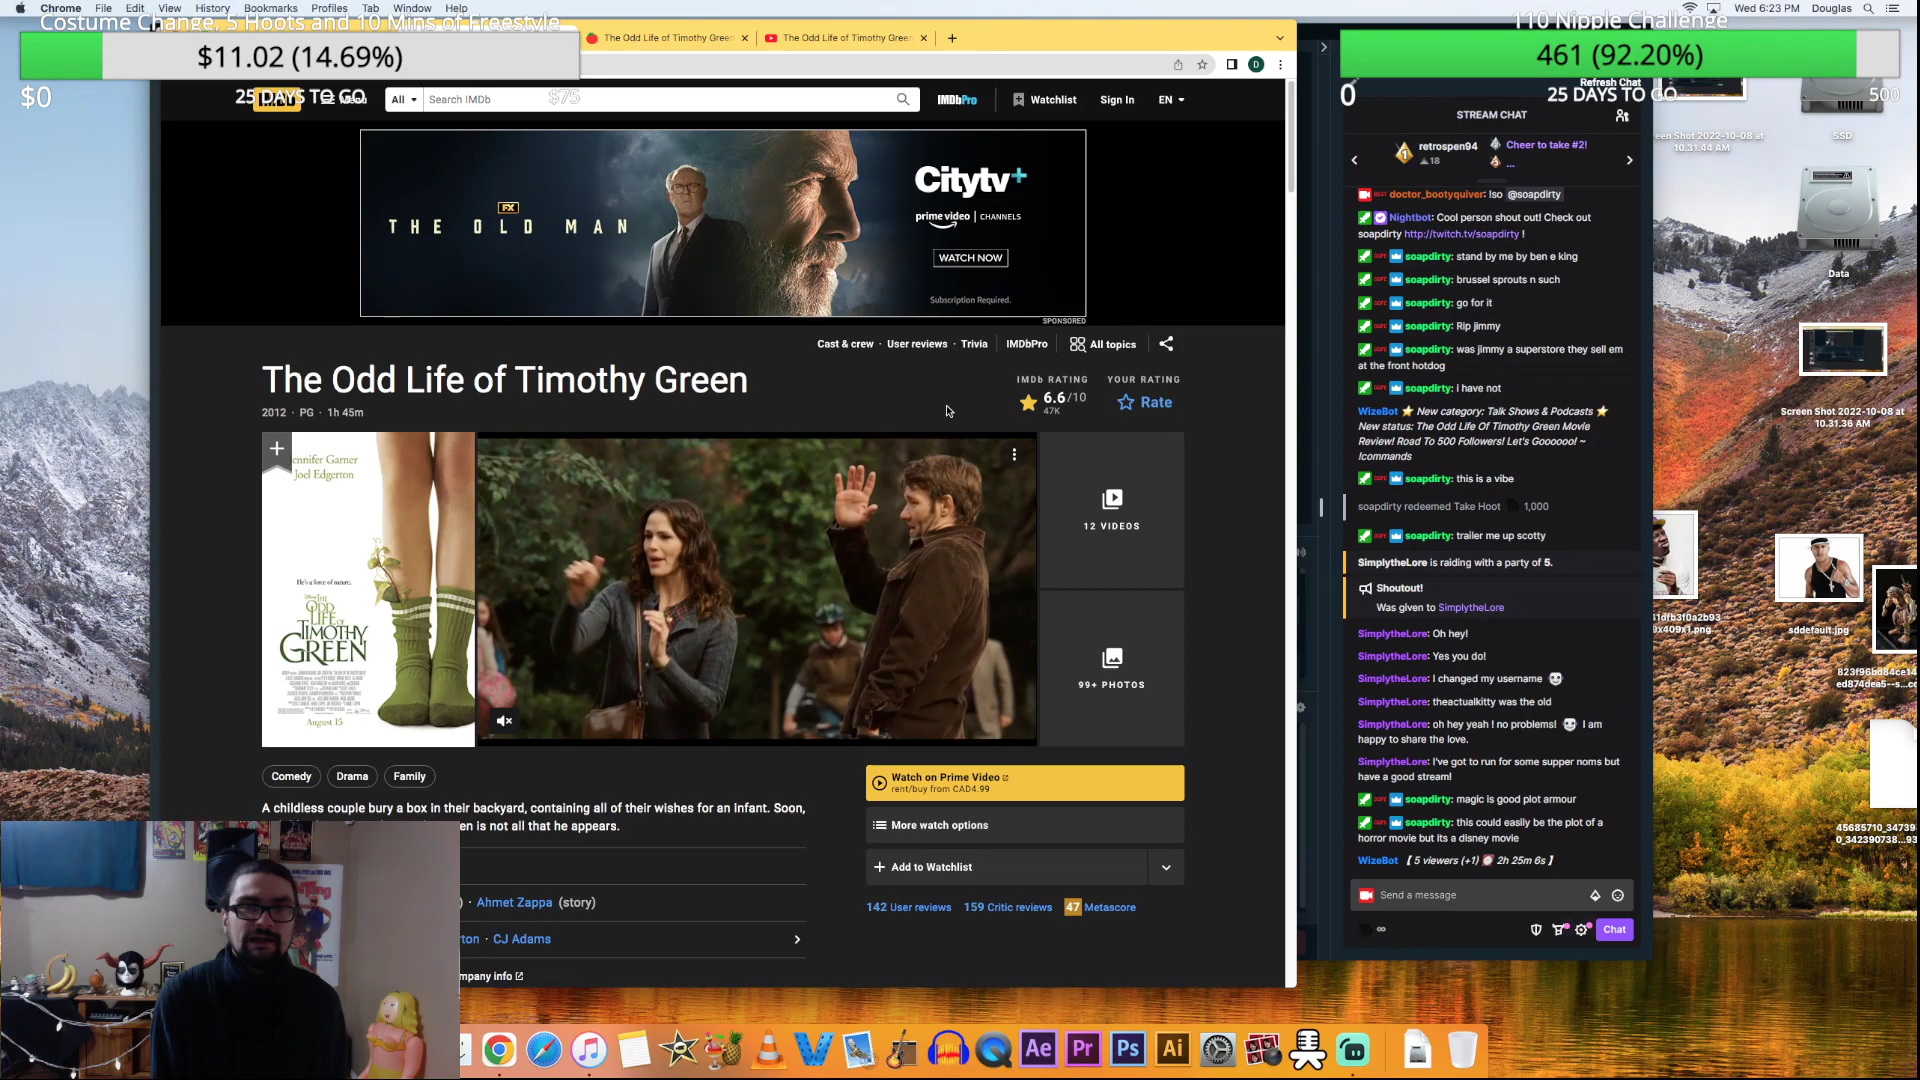 Chrome File Edit View History Bookmarks Profiles Tab Window Help
Wed 6:23 PM Douglas
Costume Change, 5 Hoots and 10 Mins of Freestyle
$11.02 (14.69%)
$0
25 DAYS TO GO
$75
110 Nipple Challenge
461 (92.20%)
0
25 DAYS TO GO
500
The Odd Life of Timothy Green
The Odd Life of Timothy Green
Menu
All
Search IMDb
IMDbPro
Watchlist
Sign In
EN
FX
THE OLD MAN
Citytv+
prime video | CHANNELS
WATCH NOW
Subscription Required.
SPONSORED
Cast & crew · User reviews · Trivia
IMDbPro
All topics
The Odd Life of Timothy Green
2012 · PG · 1h 45m
IMDb RATING
6.6/10
47K
YOUR RATING
Rate
Jennifer Garner
Joel Edgerton
He's a force of nature.
THE
ODD
LIFE of
TIMOTHY
GREEN
August 15
12 VIDEOS
99+ PHOTOS
Comedy
Drama
Family
A childless couple bury a box in their backyard, containing all of their wishes for an infant. Soon,
en is not all that he appears.
) · Ahmet Zappa (story)
ton · CJ Adams
mpany info
Watch on Prime Video
rent/buy from CAD4.99
More watch options
Add to Watchlist
142 User reviews
159 Critic reviews
47 Metascore
Refresh Chat
STREAM CHAT
1 retrospen94
18
Cheer to take #2!
...
doctor_bootyquiver: !so @soapdirty
Nightbot: Cool person shout out! Check out
soapdirty http://twitch.tv/soapdirty !
soapdirty: stand by me by ben e king
soapdirty: brussel sprouts n such
soapdirty: go for it
soapdirty: Rip jimmy
soapdirty: was jimmy a superstore they sell em
at the front hotdog
soapdirty: i have not
WizeBot ⭐ New category: Talk Shows & Podcasts ⭐
New status: The Odd Life Of Timothy Green Movie
Review! Road To 500 Followers! Let's Goooooo! ~
!commands
soapdirty: this is a vibe
soapdirty redeemed Take Hoot 1,000
soapdirty: trailer me up scotty
SimplytheLore is raiding with a party of 5.
Shoutout!
Was given to SimplytheLore
SimplytheLore: Oh hey!
SimplytheLore: Yes you do!
SimplytheLore: I changed my username
SimplytheLore: theactualkitty was the old
SimplytheLore: oh hey yeah ! no problems! I am
happy to share the love.
SimplytheLore: I've got to run for some supper noms but
have a good stream!
soapdirty: magic is good plot armour
soapdirty: this could easily be the plot of a
horror movie but its a disney movie
WizeBot 【 5 viewers (+1) ⏰ 2h 25m 6s 】
Send a message
Chat
Screen Shot 2022-10-08 at
10.31.44 AM
SSD
Data
Screen Shot 2022-10-08 at
10.31.36 AM
sddefault.jpg
Ae
Pr
Ps
Ai